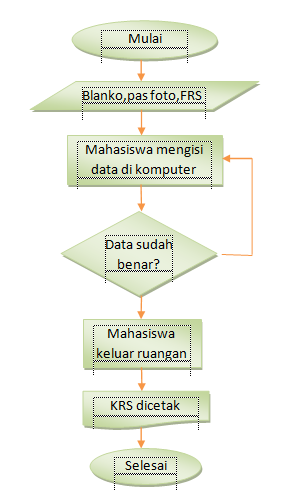 Mulai
Blanko,pas foto,FRS
Mahasiswa mengisi
data di komputer
Data sudah
benar?
Mahasiswa
keluar ruangan
KRS dicetak
Selesai